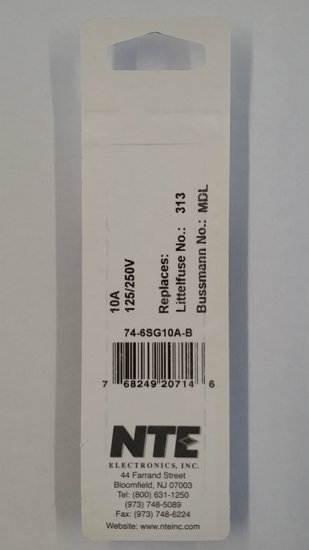 10A
125/250V
Replaces:
Littelfuse No.: 313
Bussmann No.: MDL
74-6SG10A-B
7 68249 20714 6
NTE
ELECTRONICS, INC.
44 Farrand Street
Bloomfield, NJ 07003
Tel: (800) 631-1250
(973) 748-5089
Fax: (973) 748-6224
Website: www.nteinc.com